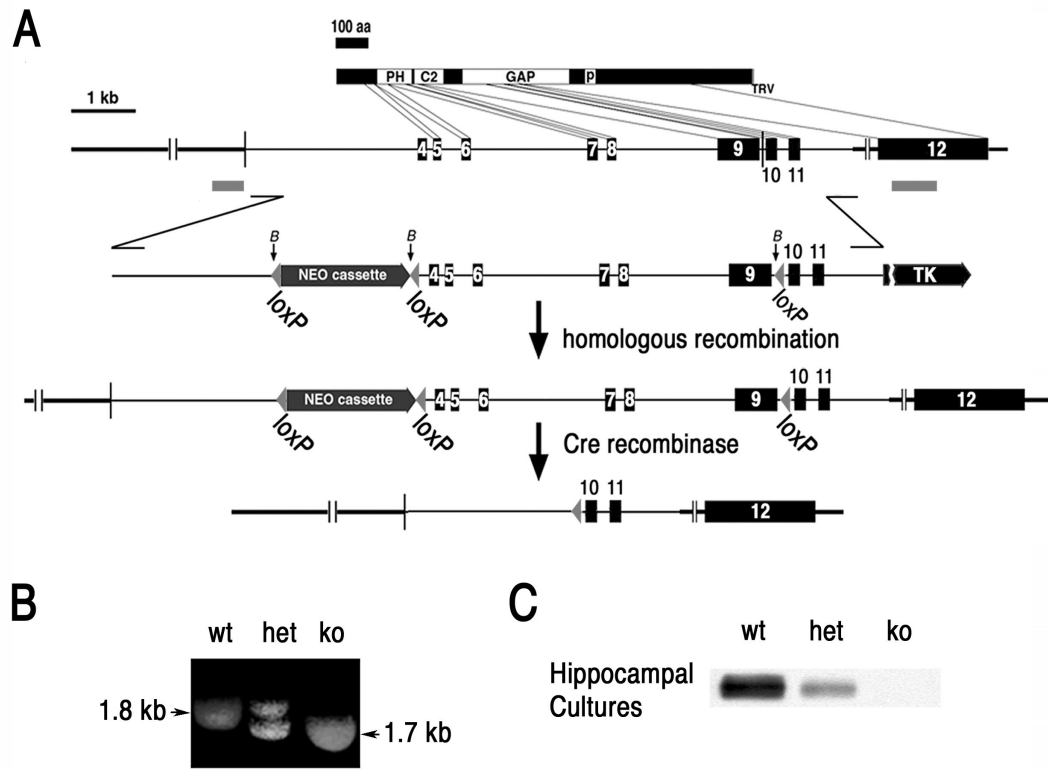 A
100 aa
PH C2 GAP p
TRV
1 kb
4 5 6 7 8 9 12
10 11
B B B 10 11
NEO cassette 4 5 6 7 8 9 TK
loxP loxP loxP
homologous recombination
10 11
NEO cassette 4 5 6 7 8 9 12
loxP loxP loxP
Cre recombinase
10 11
12
B
wt het ko
1.8 kb
1.7 kb
C
wt het ko
Hippocampal
Cultures